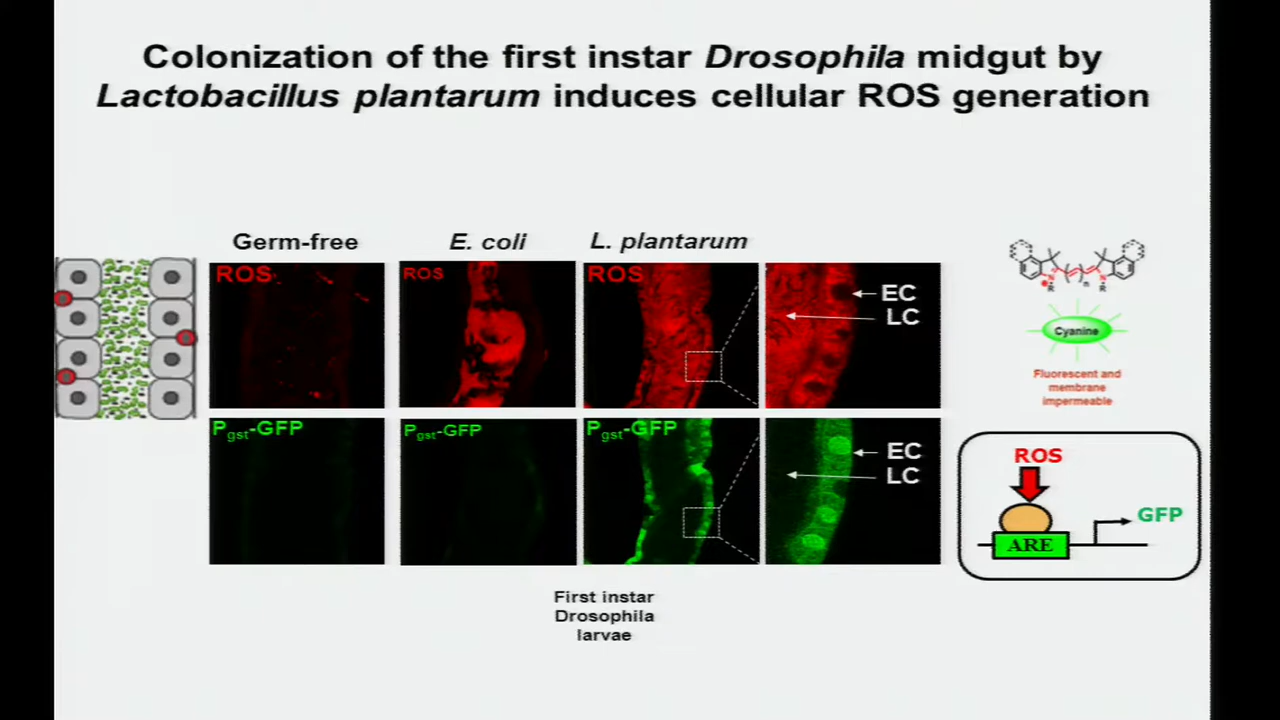 Colonization of the first instar Drosophila midgut by
Lactobacillus plantarum induces cellular ROS generation
Germ-free
E. coli
L. plantarum
ROS
ROS
ROS
EC
LC
Pgst-GFP
Pgst-GFP
Pgst-GFP
EC
LC
First instar
Drosophila
larvae
N
R
n
N
R
Cyanine
Fluorescent and
membrane
impermeable
ROS
ARE
GFP